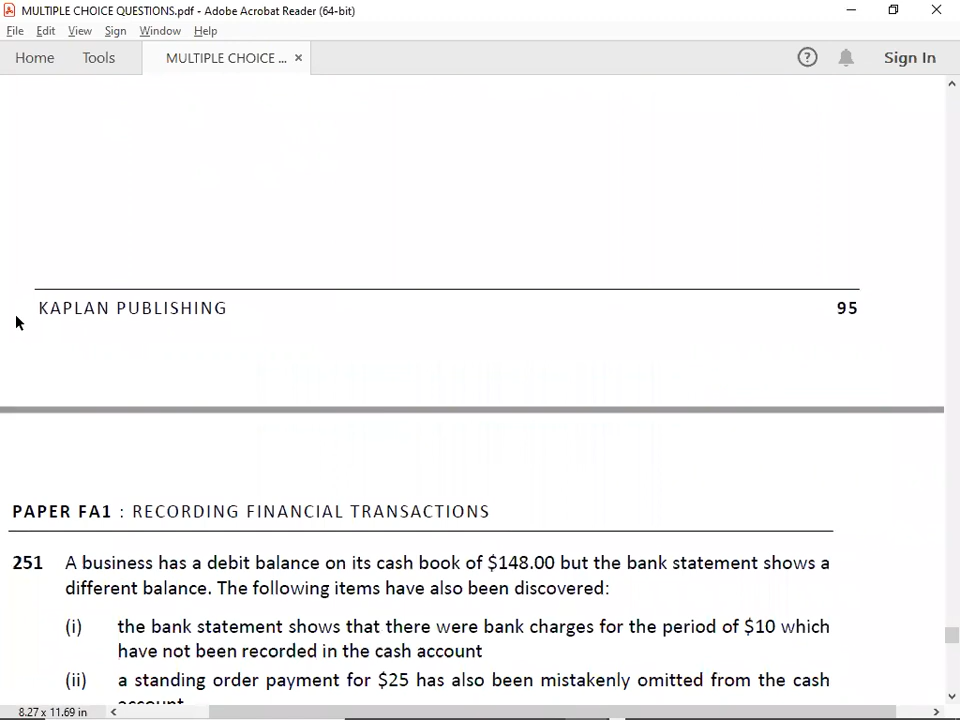 MULTIPLE CHOICE QUESTIONS.pdf - Adobe Acrobat Reader (64-bit)
File Edit View Sign Window Help
Home Tools MULTIPLE CHOICE ... × ? Sign In
KAPLAN PUBLISHING 95
PAPER FA1 : RECORDING FINANCIAL TRANSACTIONS
251 A business has a debit balance on its cash book of $148.00 but the bank statement shows a
different balance. The following items have also been discovered:
(i) the bank statement shows that there were bank charges for the period of $10 which
have not been recorded in the cash account
(ii) a standing order payment for $25 has also been mistakenly omitted from the cash
account
8.27 x 11.69 in